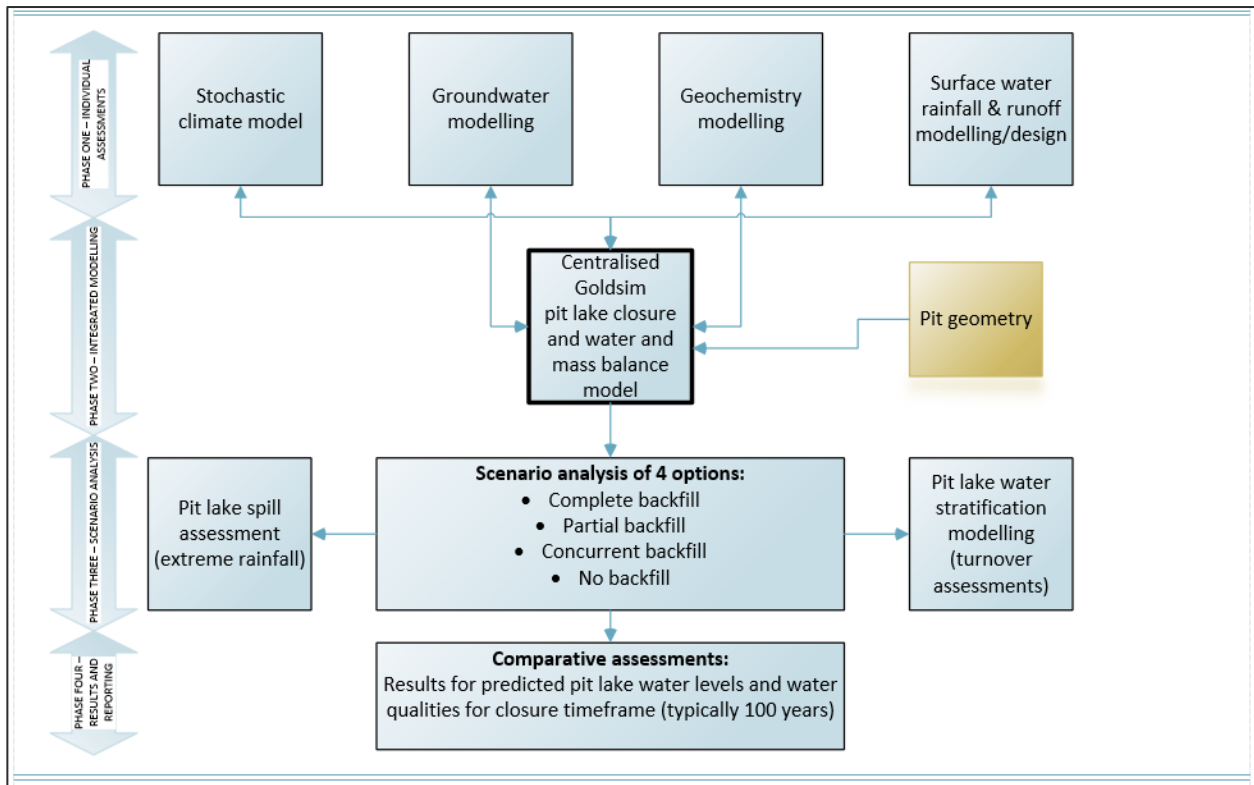 PHASE ONE – INDIVIDUAL
ASSESSMENTS
Stochastic
climate model
Groundwater
modelling
Geochemistry
modelling
Surface water
rainfall & runoff
modelling/design
PHASE TWO – INTEGRATED MODELLING
Centralised
Goldsim
pit lake closure
and water and
mass balance
model
Pit geometry
PHASE THREE – SCENARIO ANALYSIS
Pit lake spill
assessment
(extreme rainfall)
Scenario analysis of 4 options:
• Complete backfill
• Partial backfill
• Concurrent backfill
• No backfill
Pit lake water
stratification
modelling
(turnover
assessments)
PHASE FOUR –
RESULTS AND
REPORTING
Comparative assessments:
Results for predicted pit lake water levels and water
qualities for closure timeframe (typically 100 years)